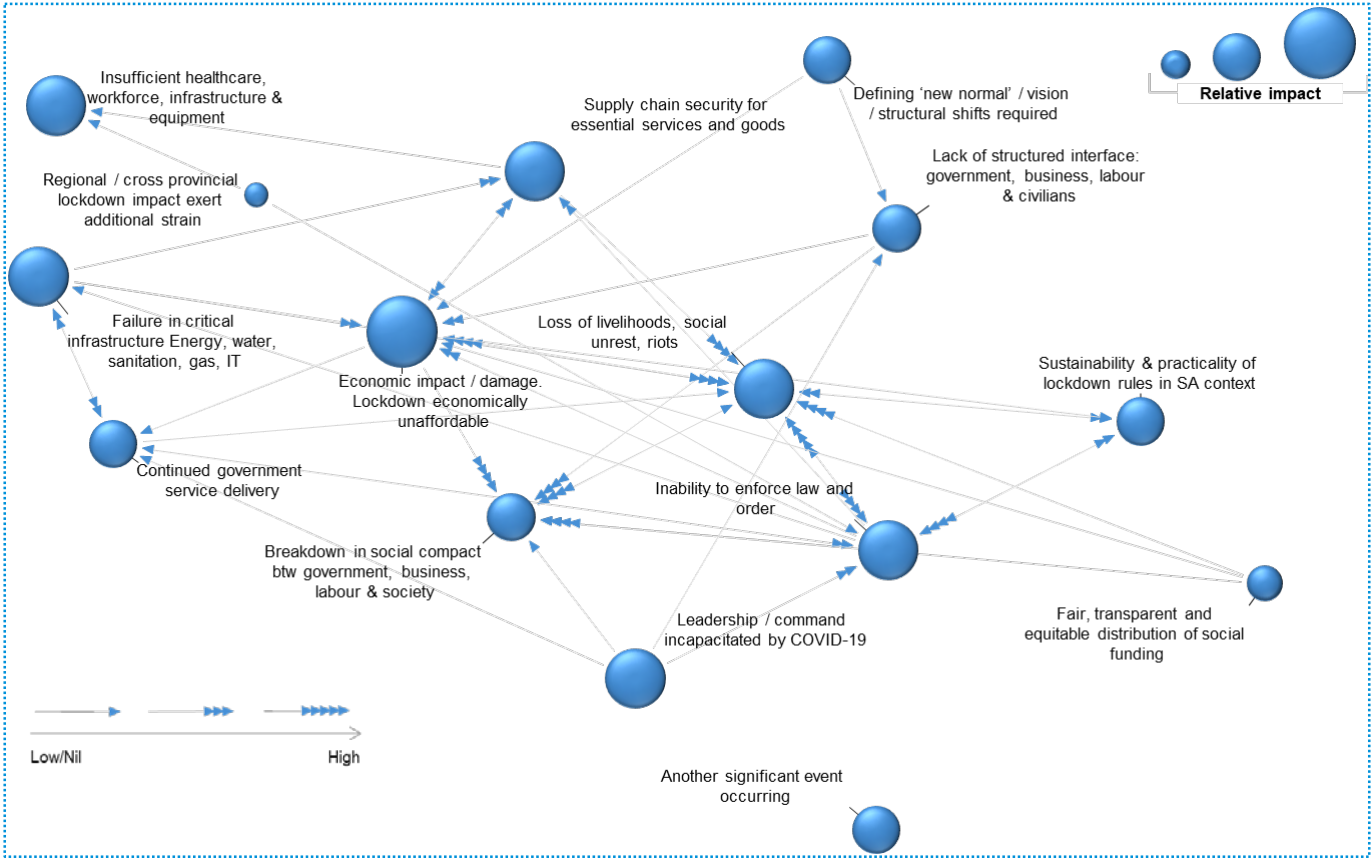 Insufficient healthcare,
workforce, infrastructure &
equipment
Supply chain security for
essential services and goods
Defining ‘new normal’ / vision
/ structural shifts required
Relative impact
Lack of structured interface:
government, business, labour
& civilians
Regional / cross provincial
lockdown impact exert
additional strain
Failure in critical
infrastructure Energy, water,
sanitation, gas, IT
Loss of livelihoods, social
unrest, riots
Economic impact / damage.
Lockdown economically
unaffordable
Sustainability & practicality of
lockdown rules in SA context
Continued government
service delivery
Inability to enforce law and
order
Breakdown in social compact
btw government, business,
labour & society
Leadership / command
incapacitated by COVID-19
Fair, transparent and
equitable distribution of social
funding
Low/Nil
High
Another significant event
occurring